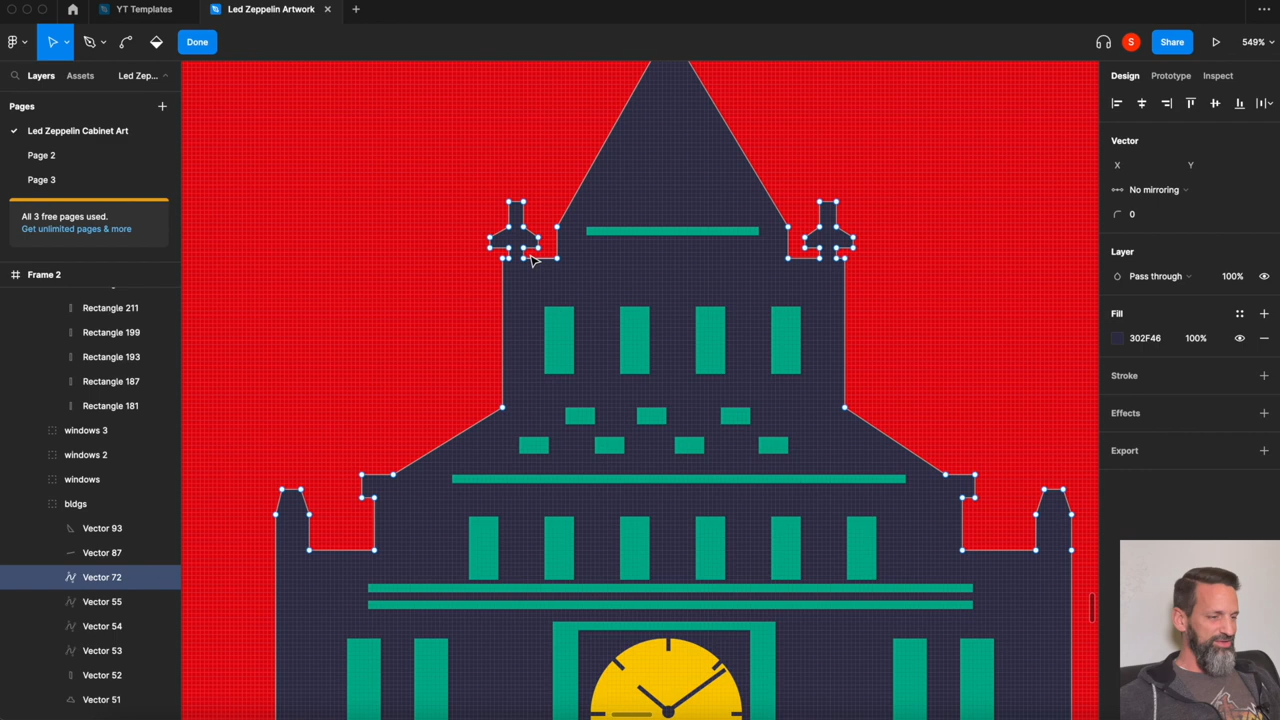 YT Templates
Led Zeppelin Artwork
Done
S
Share
549%
Layers
Assets
Led Zep...
Design
Prototype
Inspect
Pages
Led Zeppelin Cabinet Art
Page 2
Page 3
All 3 free pages used.
Get unlimited pages & more
Frame 2
Rectangle 211
Rectangle 199
Rectangle 193
Rectangle 187
Rectangle 181
windows 3
windows 2
windows
bldgs
Vector 93
Vector 87
Vector 72
Vector 55
Vector 54
Vector 53
Vector 52
Vector 51
Vector
X
Y
No mirroring
0
Layer
Pass through
100%
Fill
302F46
100%
Stroke
Effects
Export